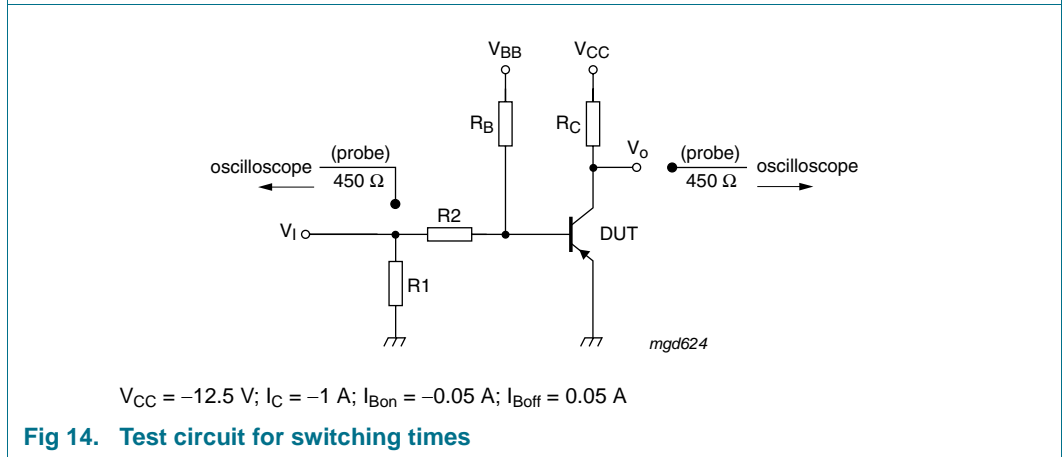 VBB
VCC
RB
RC
Vo
(probe)
450 Ω
oscilloscope
(probe)
450 Ω
oscilloscope
R2
VI
DUT
R1
mgd624
VCC = −12.5 V; IC = −1 A; IBon = −0.05 A; IBoff = 0.05 A
Fig 14. Test circuit for switching times